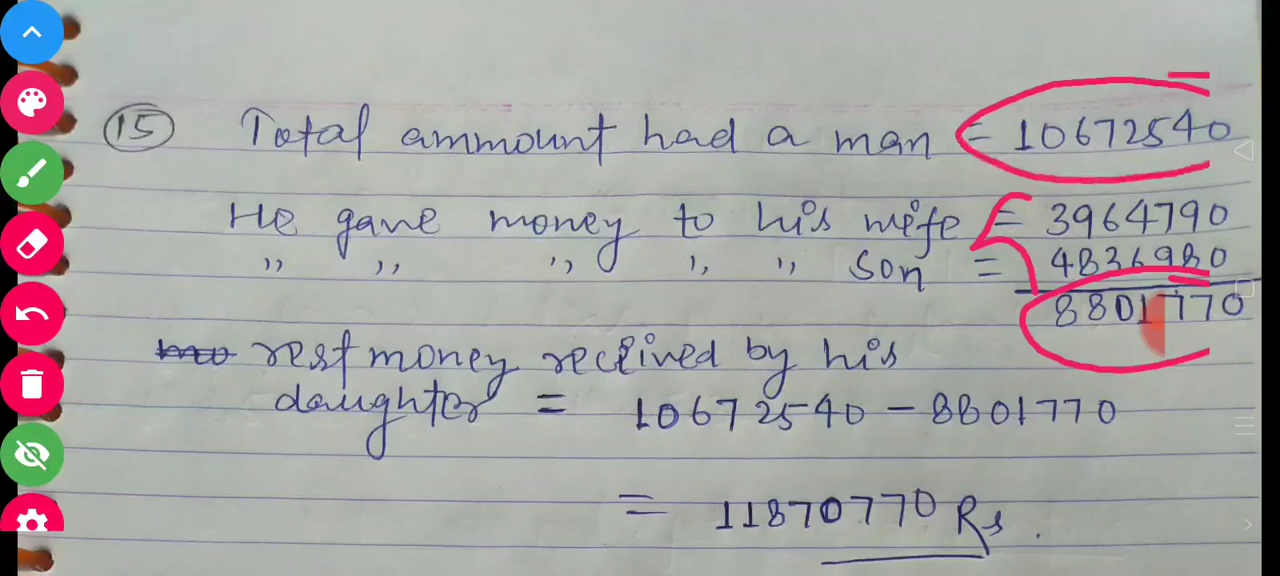 15 Total ammount had a man = 10672540
He gave money to his wife = 3964790
" " " " " son = 4836980
8801770
rest money received by his
daughter = 10672540 - 8801770
= 11870770 Rs.